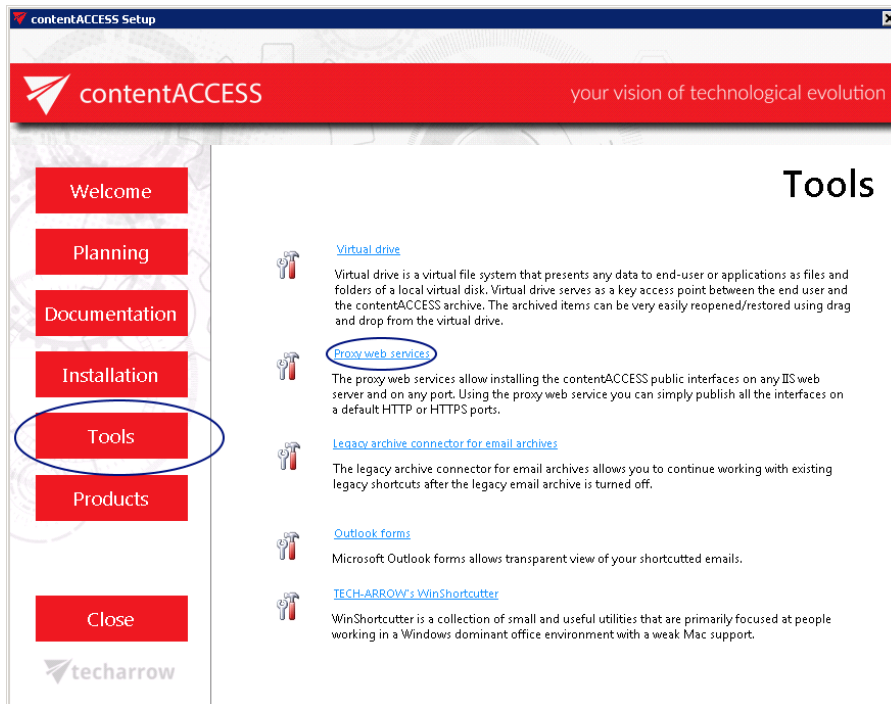 contentACCESS Setup
contentACCESS
your vision of technological evolution
Welcome
Planning
Documentation
Installation
Tools
Products
Close
techarrow
Tools
Virtual drive
Virtual drive is a virtual file system that presents any data to end-user or applications as files and
folders of a local virtual disk. Virtual drive serves as a key access point between the end user and
the contentACCESS archive. The archived items can be very easily reopened/restored using drag
and drop from the virtual drive.
Proxy web services
The proxy web services allow installing the contentACCESS public interfaces on any IIS web
server and on any port. Using the proxy web service you can simply publish all the interfaces on
a default HTTP or HTTPS ports.
Legacy archive connector for email archives
The legacy archive connector for email archives allows you to continue working with existing
legacy shortcuts after the legacy email archive is turned off.
Outlook forms
Microsoft Outlook forms allows transparent view of your shortcutted emails.
TECH-ARROW's WinShortcutter
WinShortcutter is a collection of small and useful utilities that are primarily focused at people
working in a Windows dominant office environment with a weak Mac support.